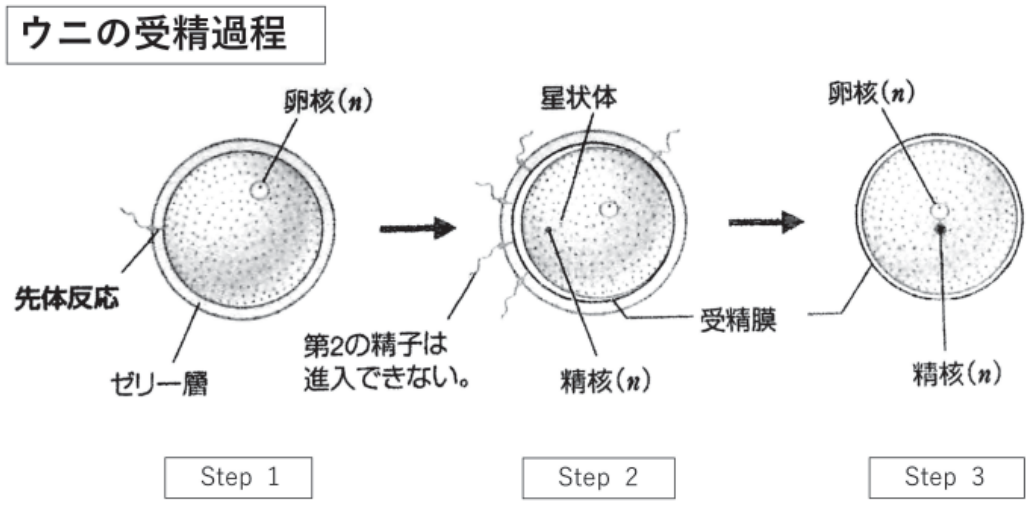 ウニの受精過程
卵核(n)
先体反応
ゼリー層
星状体
第2の精子は
進入できない。
精核(n)
受精膜
卵核(n)
精核(n)
Step 1
Step 2
Step 3